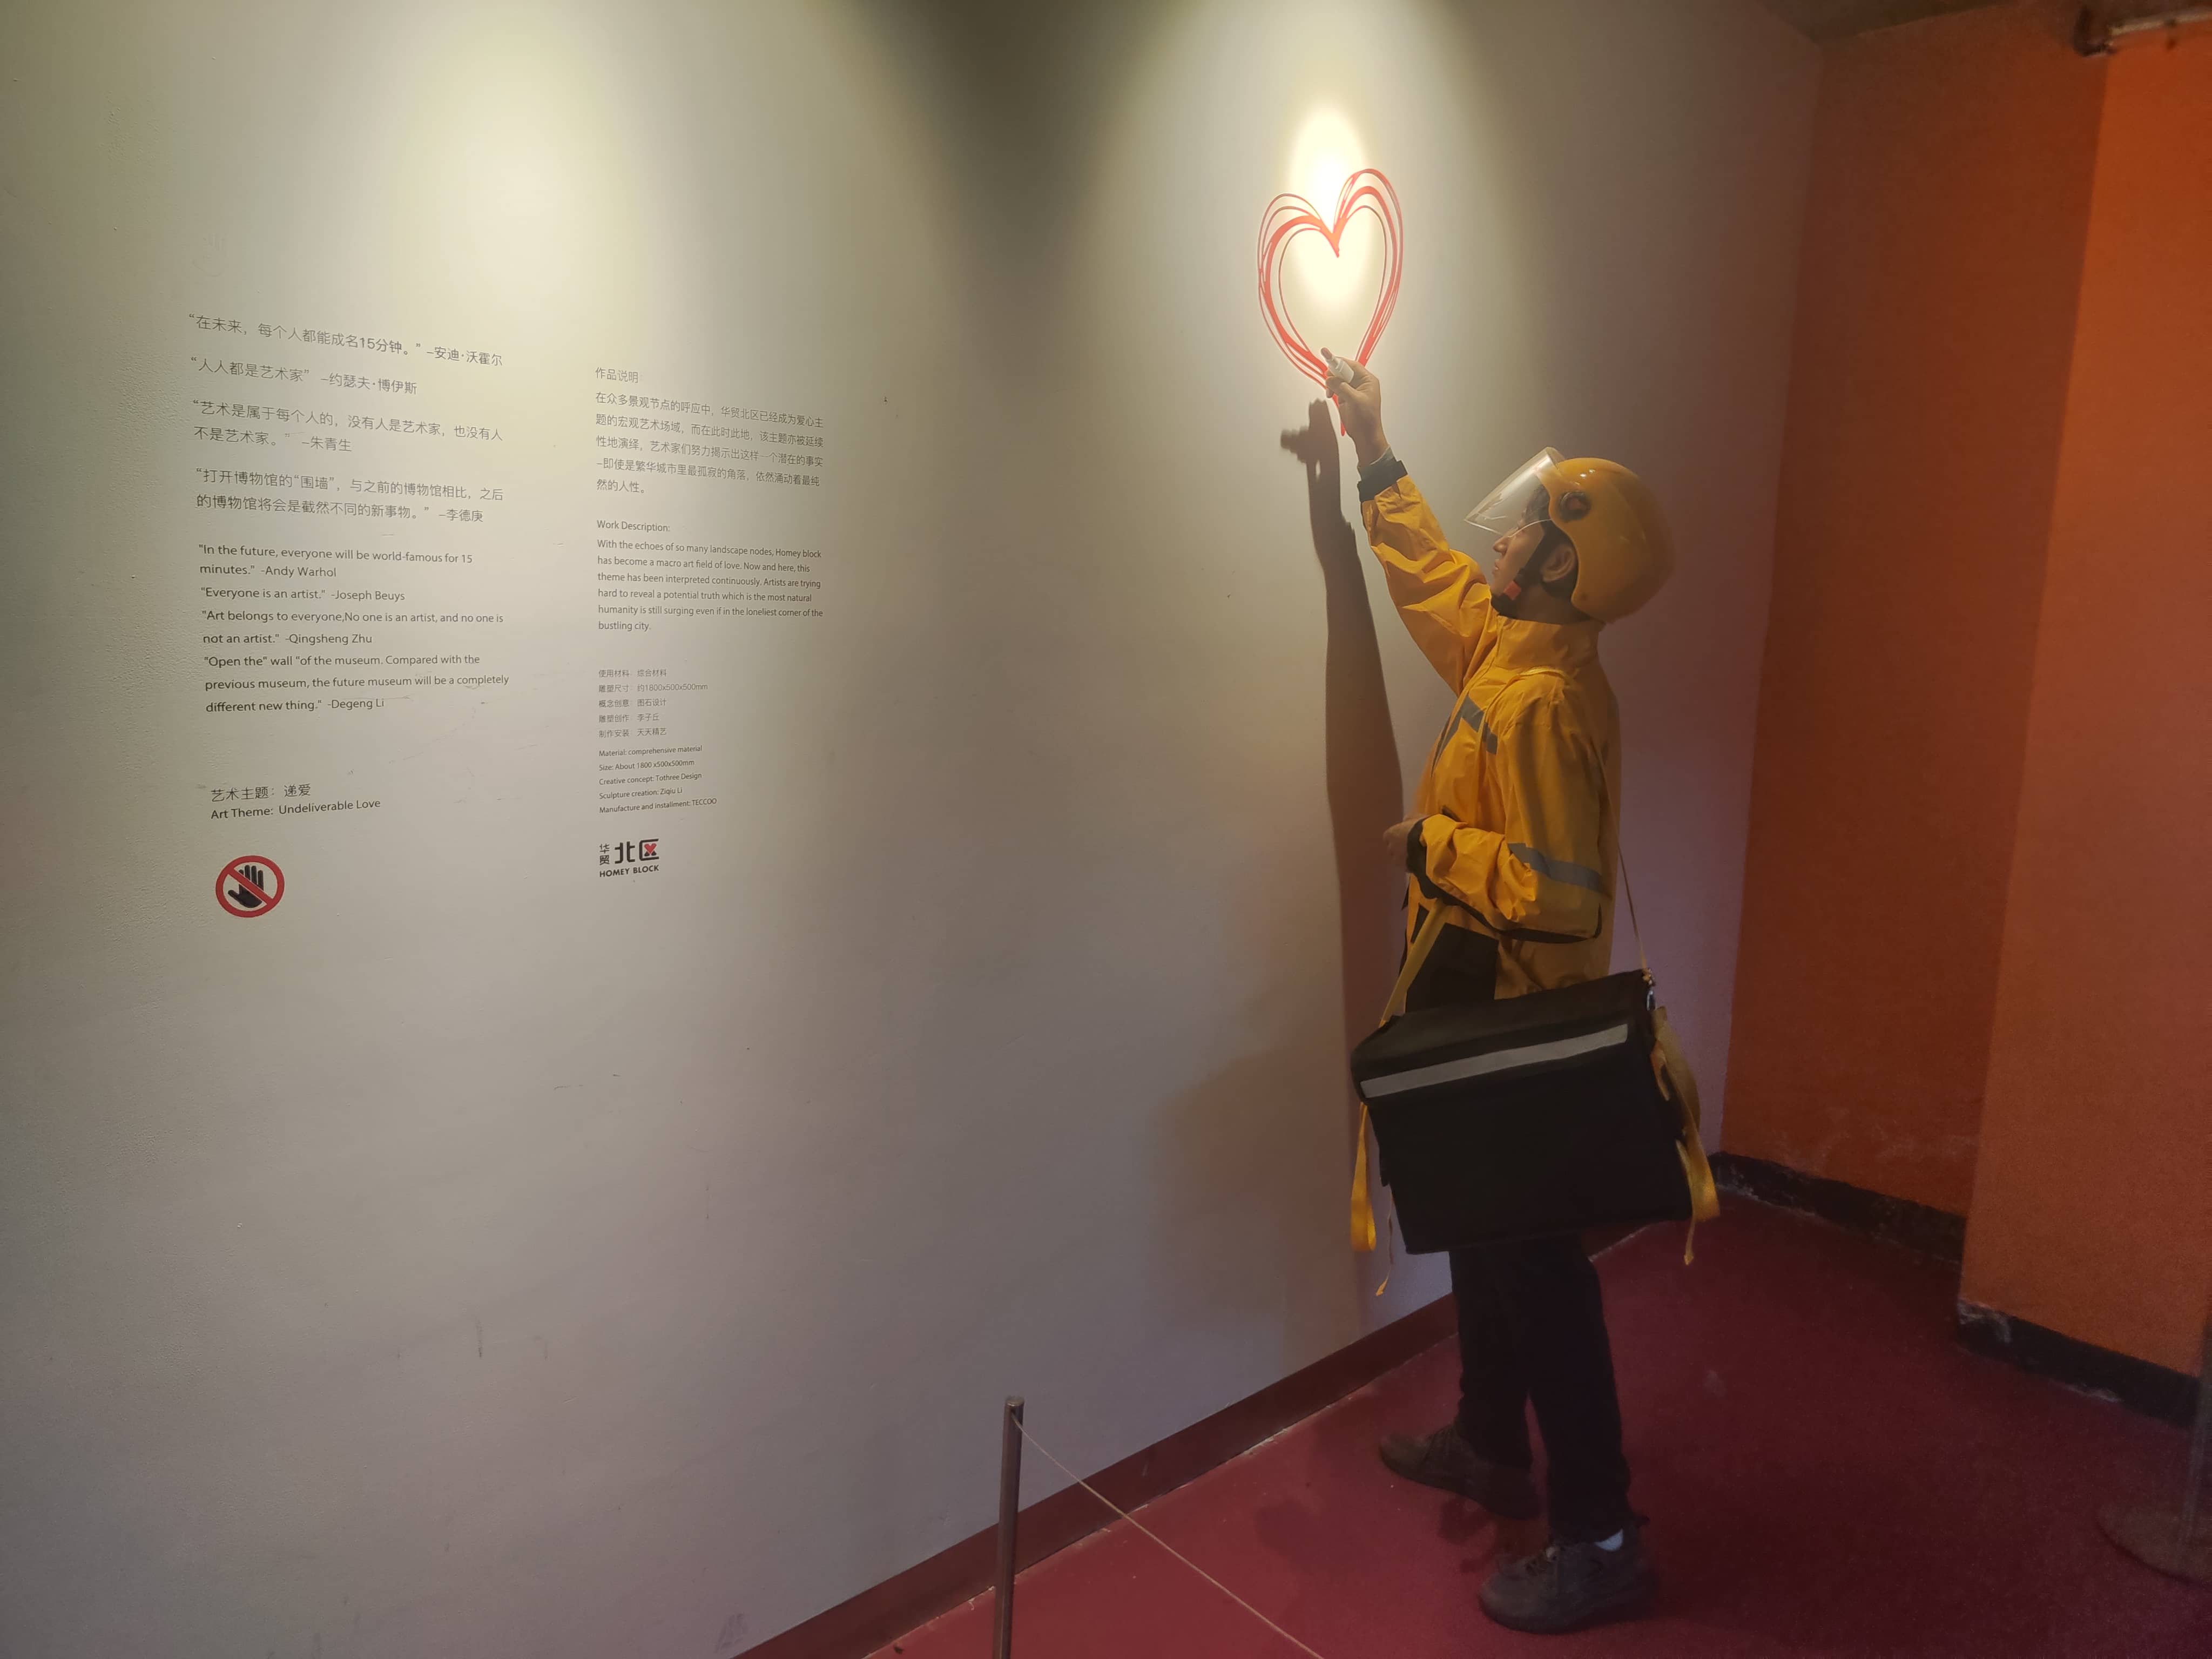 “在未来，每个人都能成名15分钟。” –安迪·沃霍尔
“人人都是艺术家” –约瑟夫·博伊斯
“艺术是属于每个人的，没有人是艺术家，也没有人
不是艺术家。” –朱青生
“打开博物馆的“围墙”，与之前的博物馆相比，之后
的博物馆将会是截然不同的新事物。” –李德庚
"In the future, everyone will be world-famous for 15
minutes." -Andy Warhol
"Everyone is an artist." -Joseph Beuys
"Art belongs to everyone,No one is an artist, and no one is
not an artist." -Qingsheng Zhu
"Open the" wall "of the museum. Compared with the
previous museum, the future museum will be a completely
different new thing." -Degeng Li
艺术主题：递爱
Art Theme: Undeliverable Love
作品说明
在众多景观节点的呼应中，华贸北区已经成为爱心主
题的宏观艺术场域，而在此时此地，该主题亦被延续
性地演绎，艺术家们努力揭示出这样一个潜在的事实
–即使是繁华城市里最孤寂的角落，依然涌动着最纯
然的人性。
Work Description:
With the echoes of so many landscape nodes, Homey block
has become a macro art field of love. Now and here, this
theme has been interpreted continuously. Artists are trying
hard to reveal a potential truth which is the most natural
humanity is still surging even if in the loneliest corner of the
bustling city.
使用材料：综合材料
雕塑尺寸：约1800x500x500mm
概念创意：图石设计
雕塑创作：李子丘
制作安装：天天精艺
Material: comprehensive material
Size: About 1800 x500x500mm
Creative concept: Tothree Design
Sculpture creation: Ziqiu Li
Manufacture and installment: TECCOO
华贸 北区
HOMEY BLOCK